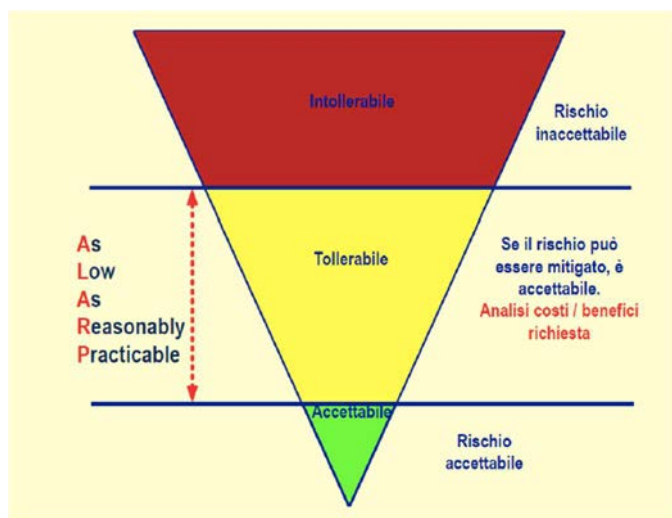 Intollerabile
Rischio
inaccettabile
As
Low
As
Reasonably
Practicable
Tollerabile
Se il rischio può
essere mitigato, è
accettabile.
Analisi costi / benefici
richiesta
Accettabile
Rischio
accettabile